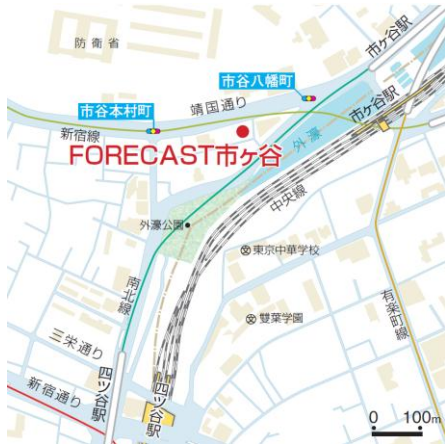 防衛省
市ヶ谷駅
市谷八幡町
市谷本村町
靖国通り
市ヶ谷駅
新宿線
FORECAST市ヶ谷
外濠
中央線
外濠公園
東京中華学校
南北線
有楽町線
雙葉学園
三栄通り
四ツ谷駅
新宿通り
四ツ谷駅
0 100m